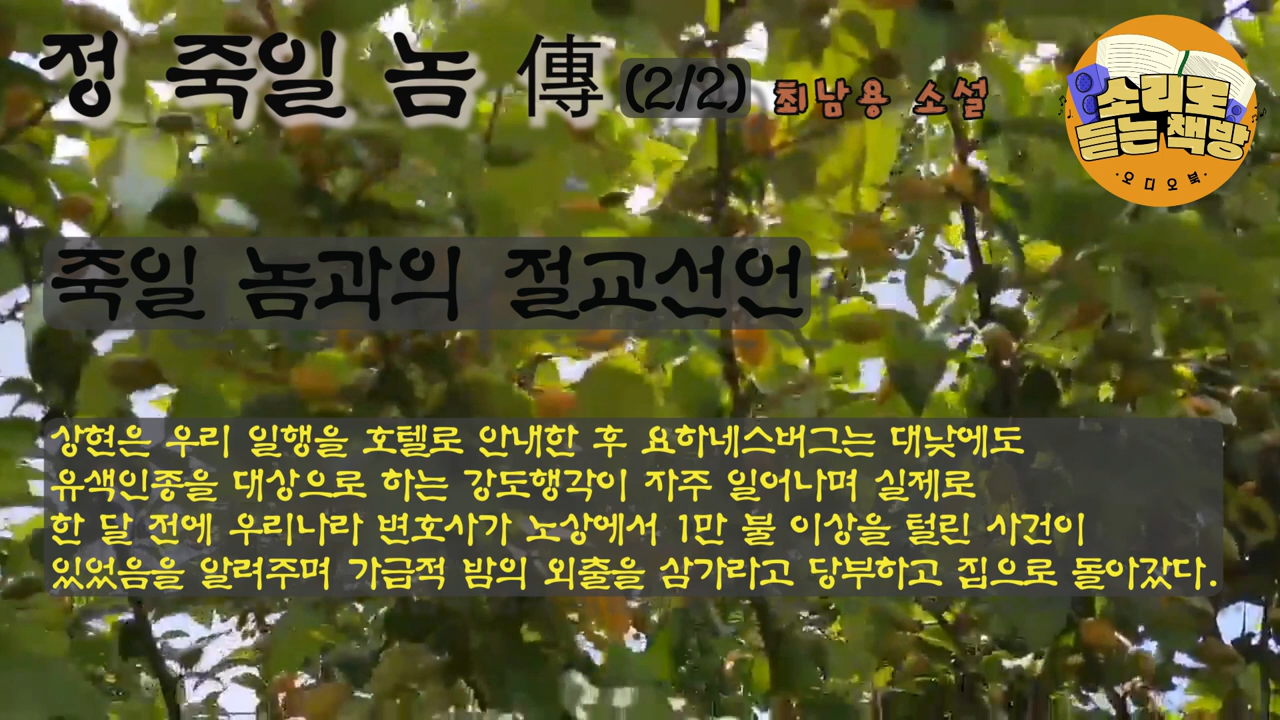 정 죽일 놈 傳 (2/2) 최남용 소설
소리로
듣는 책방
·오디오북·
죽일 놈과의 절교선언
상현은 우리 일행을 호텔로 안내한 후 요하네스버그는 대낮에도
유색인종을 대상으로 하는 강도행각이 자주 일어나며 실제로
한 달 전에 우리나라 변호사가 노상에서 1만 불 이상을 털린 사건이
있었음을 알려주며 가급적 밤의 외출을 삼가라고 당부하고 집으로 돌아갔다.